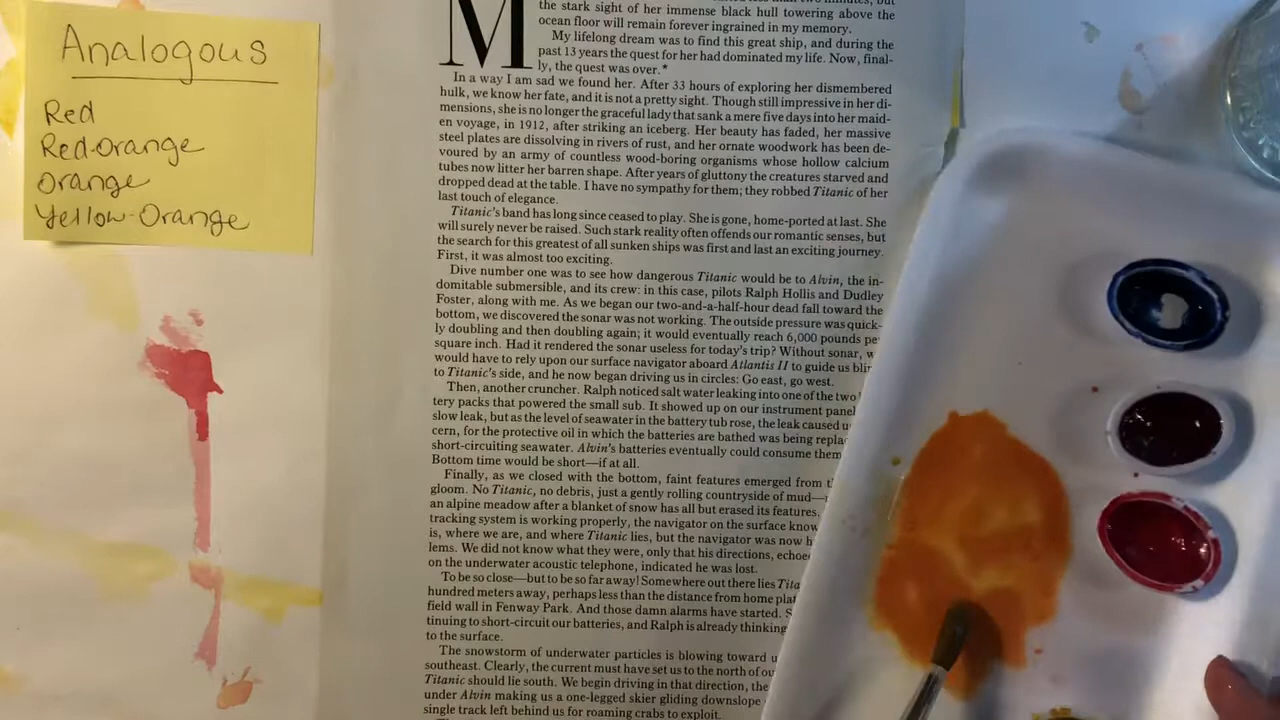 Analogous
Red
Red-Orange
Orange
Yellow-Orange
M
the stark sight of her immense black hull towering above the
ocean floor will remain forever ingrained in my memory.
My lifelong dream was to find this great ship, and during the
past 13 years the quest for her had dominated my life. Now, final-
ly, the quest was over.*
In a way I am sad we found her. After 33 hours of exploring her dismembered
hulk, we know her fate, and it is not a pretty sight. Though still impressive in her di-
mensions, she is no longer the graceful lady that sank a mere five days into her maid-
en voyage, in 1912, after striking an iceberg. Her beauty has faded, her massive
steel plates are dissolving in rivers of rust, and her ornate woodwork has been de-
voured by an army of countless wood-boring organisms whose hollow calcium
tubes now litter her barren shape. After years of gluttony the creatures starved and
dropped dead at the table. I have no sympathy for them; they robbed Titanic of her
last touch of elegance.
Titanic's band has long since ceased to play. She is gone, home-ported at last. She
will surely never be raised. Such stark reality often offends our romantic senses, but
the search for this greatest of all sunken ships was first and last an exciting journey.
First, it was almost too exciting.
Dive number one was to see how dangerous Titanic would be to Alvin, the in-
domitable submersible, and its crew: in this case, pilots Ralph Hollis and Dudley
Foster, along with me. As we began our two-and-a-half-hour dead fall toward the
bottom, we discovered the sonar was not working. The outside pressure was quick-
ly doubling and then doubling again; it would eventually reach 6,000 pounds pe
square inch. Had it rendered the sonar useless for today's trip? Without sonar, w
would have to rely upon our surface navigator aboard Atlantis II to guide us blin
to Titanic's side, and he now began driving us in circles: Go east, go west.
Then, another cruncher. Ralph noticed salt water leaking into one of the two
tery packs that powered the small sub. It showed up on our instrument panel
slow leak, but as the level of seawater in the battery tub rose, the leak caused u
cern, for the protective oil in which the batteries are bathed was being replac
short-circuiting seawater. Alvin's batteries eventually could consume them
Bottom time would be short—if at all.
Finally, as we closed with the bottom, faint features emerged from t
gloom. No Titanic, no debris, just a gently rolling countryside of mud—
an alpine meadow after a blanket of snow has all but erased its features.
tracking system is working properly, the navigator on the surface know
is, where we are, and where Titanic lies, but the navigator was now h
lems. We did not know what they were, only that his directions, echoe
on the underwater acoustic telephone, indicated he was lost.
To be so close—but to be so far away! Somewhere out there lies Tita
hundred meters away, perhaps less than the distance from home plat
field wall in Fenway Park. And those damn alarms have started. S
tinuing to short-circuit our batteries, and Ralph is already thinking
to the surface.
The snowstorm of underwater particles is blowing toward u
southeast. Clearly, the current must have set us to the north of ou
Titanic should lie south. We begin driving in that direction, the
under Alvin making us a one-legged skier gliding downslope
single track left behind us for roaming crabs to exploit.